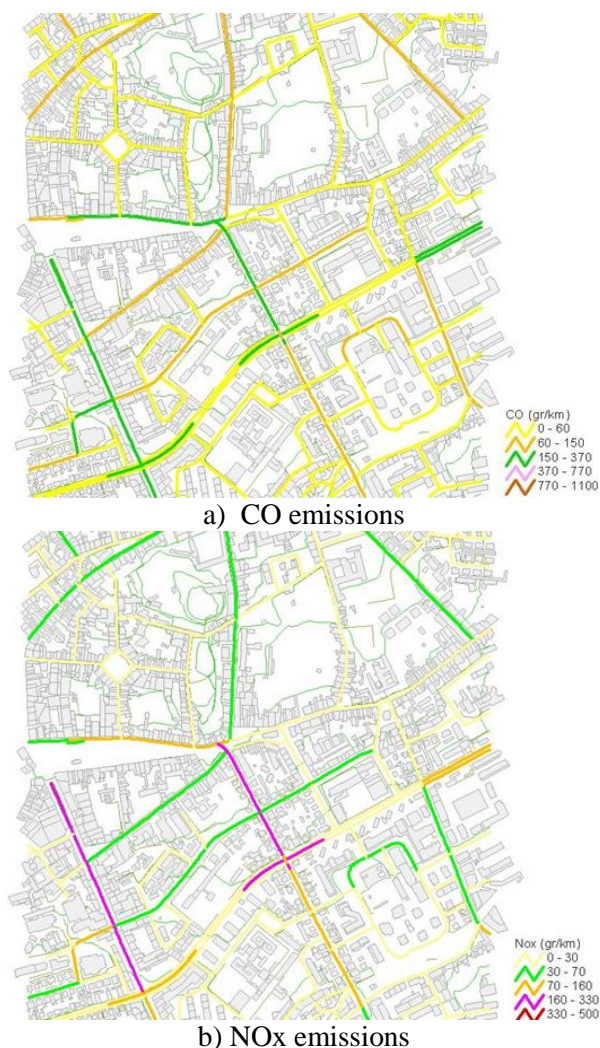 CO (gr/km)
0 - 60
60 - 150
150 - 370
370 - 770
770 - 1100
a) CO emissions
Nox (gr/km)
0 - 30
30 - 70
70 - 160
160 - 330
330 - 500
b) NOx emissions